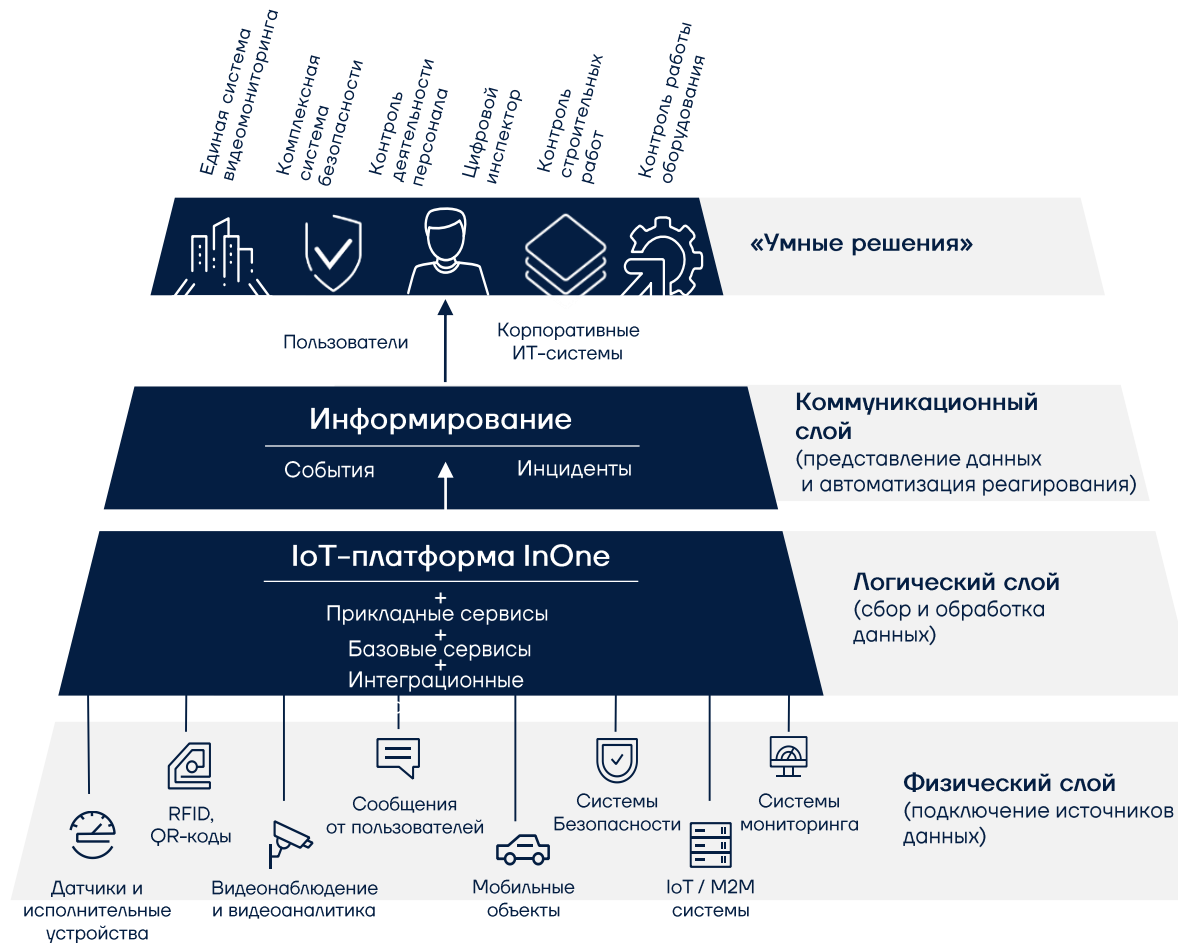 Единая система
видеомониторинга
Комплексная
система
безопасности
Контроль
деятельности
персонала
Цифровой
инспектор
Контроль
строительных
работ
Контроль работы
оборудования
«Умные решения»
Пользователи
Корпоративные
ИТ-системы
Информирование
События
Инциденты
Коммуникационный
слой
(представление данных
и автоматизация реагирования)
IoT-платформа InOne
+
Прикладные сервисы
+
Базовые сервисы
+
Интеграционные
Логический слой
(сбор и обработка
данных)
Физический слой
(подключение источников
данных)
Датчики и
исполнительные
устройства
RFID,
QR-коды
Видеонаблюдение
и видеоаналитика
Сообщения
от пользователей
Мобильные
объекты
Системы
Безопасности
IoT / M2M
системы
Системы
мониторинга